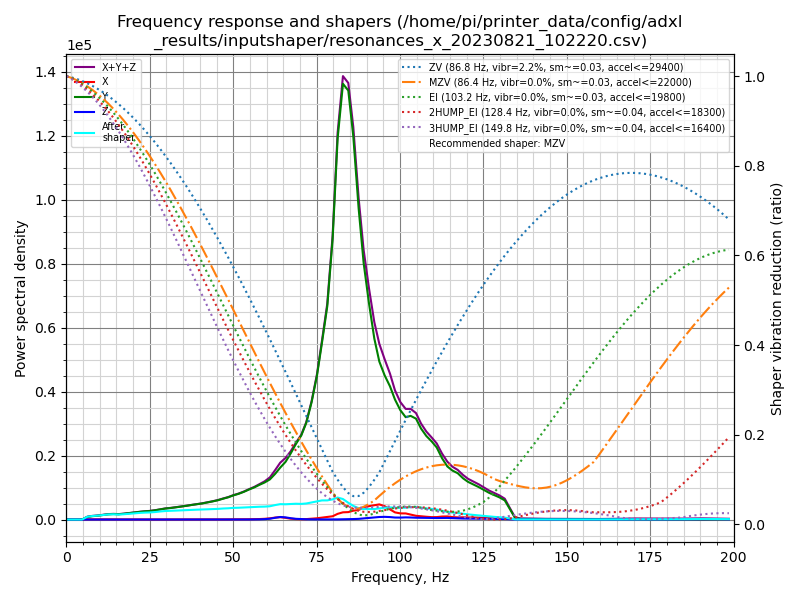 Frequency response and shapers (/home/pi/printer_data/config/adxl
_results/inputshaper/resonances_x_20230821_102220.csv)
1e5
X+Y+Z
X
Y
Z
After
shaper
ZV (86.8 Hz, vibr=2.2%, sm~=0.03, accel<=29400)
MZV (86.4 Hz, vibr=0.0%, sm~=0.03, accel<=22000)
EI (103.2 Hz, vibr=0.0%, sm~=0.03, accel<=19800)
2HUMP_EI (128.4 Hz, vibr=0.0%, sm~=0.04, accel<=18300)
3HUMP_EI (149.8 Hz, vibr=0.0%, sm~=0.04, accel<=16400)
Recommended shaper: MZV
Power spectral density
1.4
1.2
1.0
0.8
0.6
0.4
0.2
0.0
1.0
0.8
0.6
0.4
0.2
0.0
Shaper vibration reduction (ratio)
0 25 50 75 100 125 150 175 200
Frequency, Hz